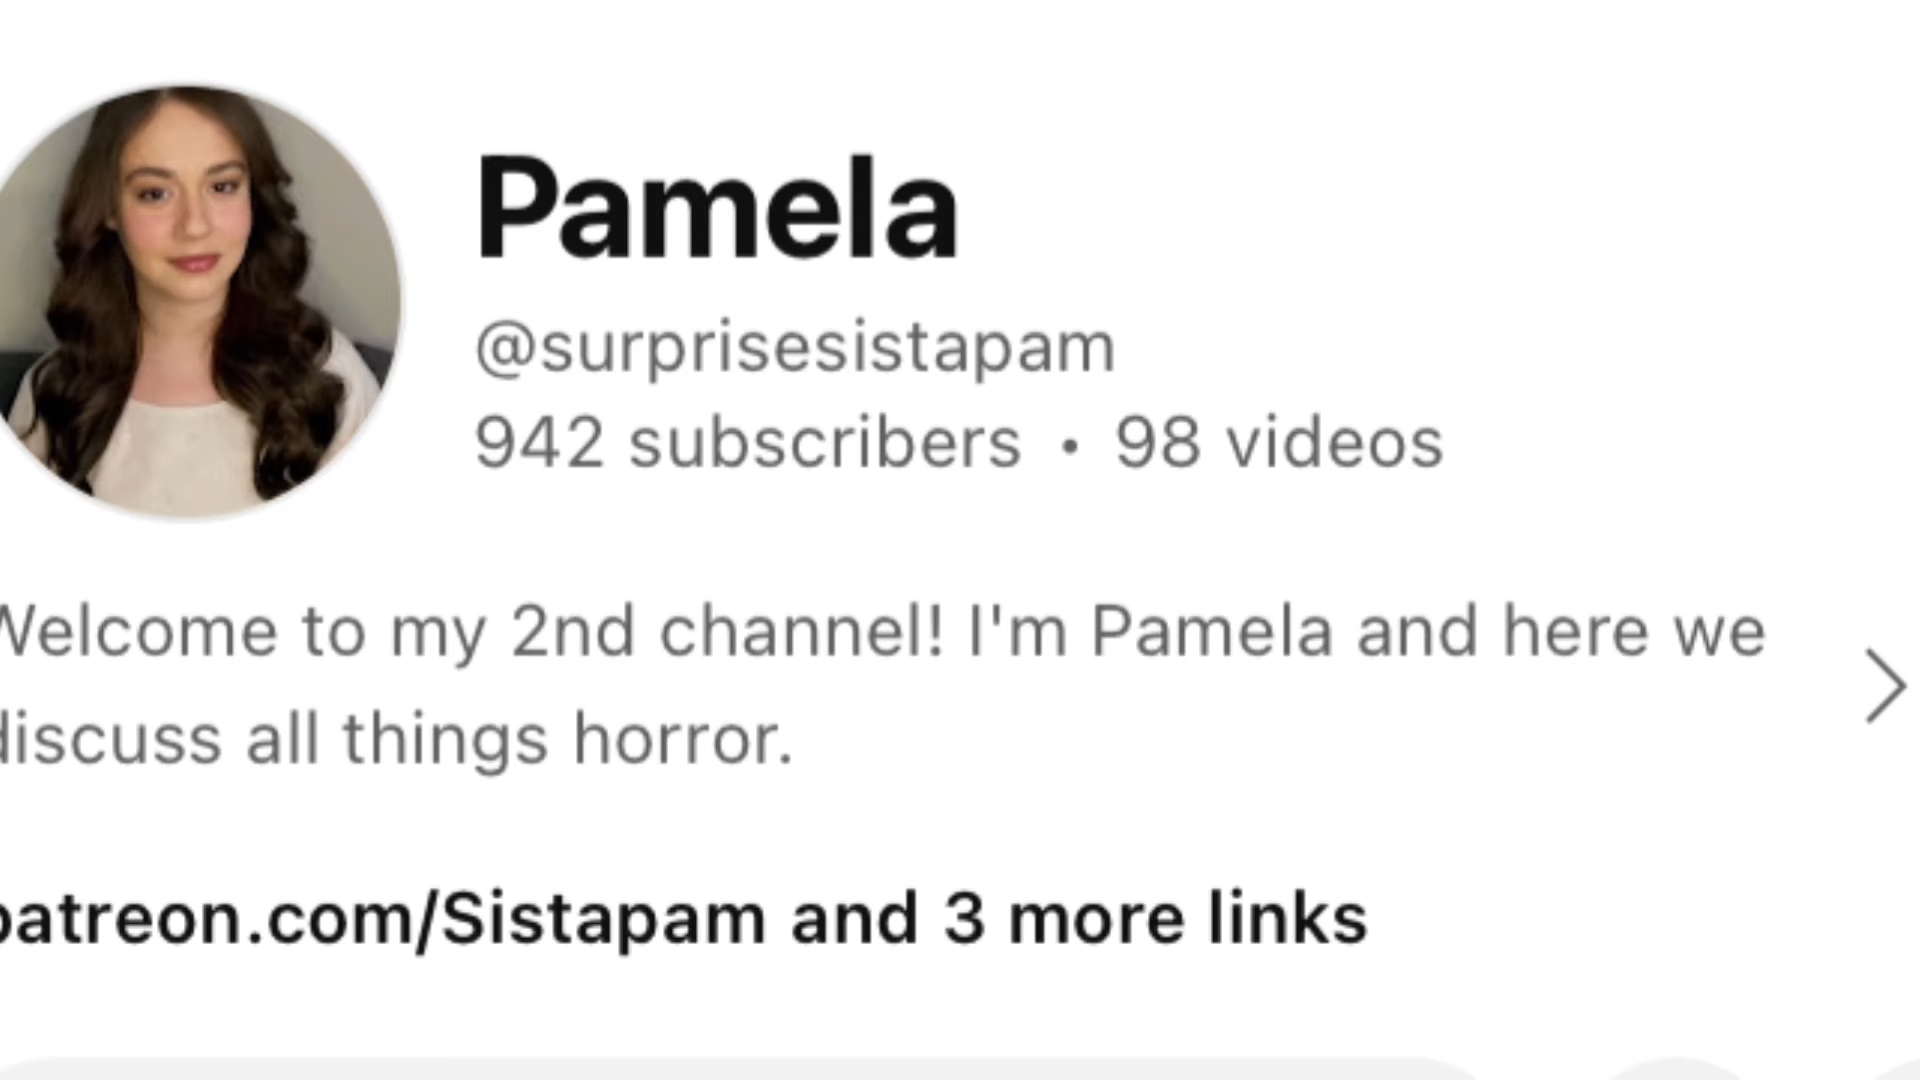 Pamela
@surprisesistapam
942 subscribers • 98 videos
Welcome to my 2nd channel! I'm Pamela and here we
discuss all things horror.
patreon.com/Sistapam and 3 more links